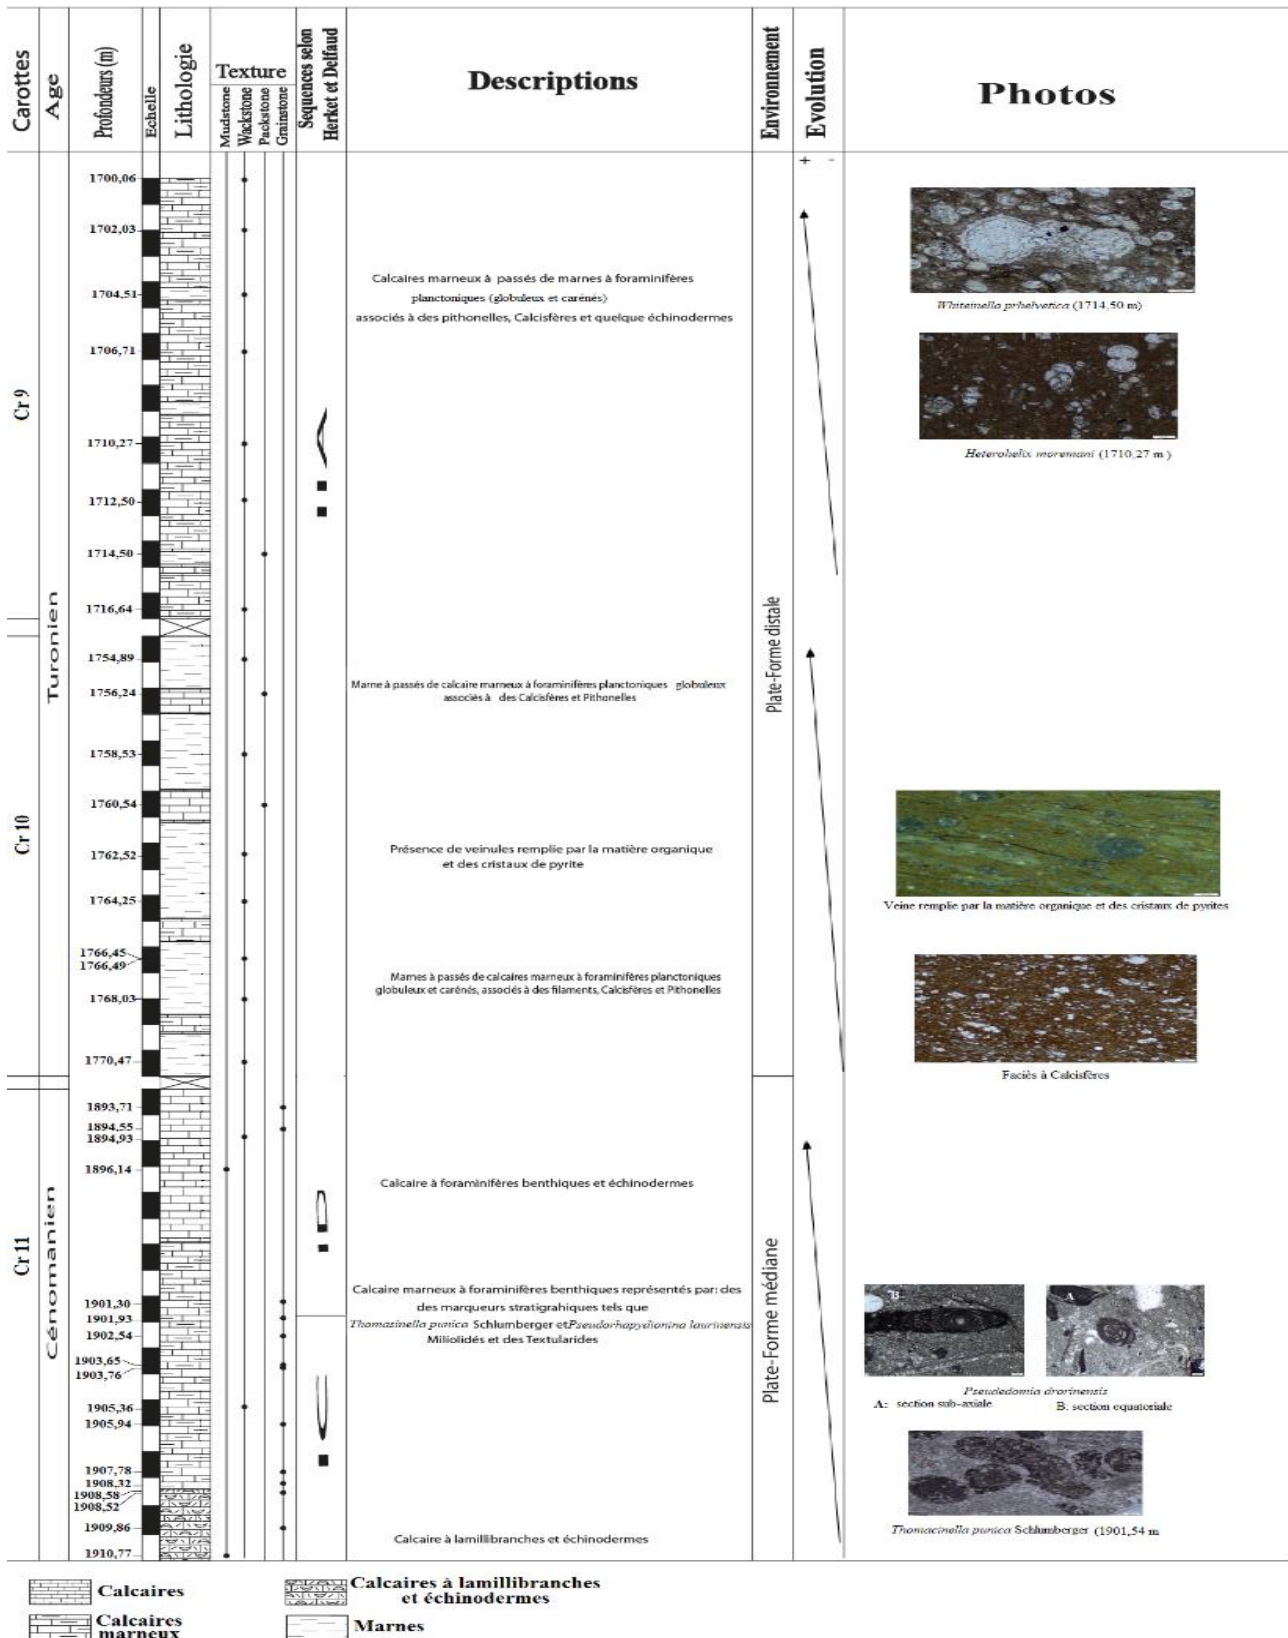 Carottes
Age
Profondeurs (m)
Echelle
Lithologie
Texture
Mudstone
Wackstone
Packstone
Grainstone
Sequences selon
Herket et Delfaud
Descriptions
Environnement
Evolution
+ -
Photos
Cr 9
Cr 10
Cr 11
Turonien
Cénomanien
1700,06
1702,03
1704,51
1706,71
1710,27
1712,50
1714,50
1716,64
1754,89
1756,24
1758,53
1760,54
1762,52
1764,25
1766,45
1766,49
1768,03
1770,47
1893,71
1894,55
1894,93
1896,14
1901,30
1901,93
1902,54
1903,65
1903,76
1905,36
1905,94
1907,78
1908,32
1908,58
1908,52
1909,86
1910,77
Calcaires marneux à passés de marnes à foraminifères
planctoniques (globuleux et carénés)
associés à des pithonelles, Calcisfères et quelque échinodermes
Marne à passés de calcaire marneux à foraminifères planctoniques globuleux
associés à des Calcisfères et Pithonelles
Présence de veinules remplie par la matière organique
et des cristaux de pyrite
Marnes à passés de calcaires marneux à foraminifères planctoniques
globuleux et carénés, associés à des filaments, Calcisfères et Pithonelles
Calcaire à foraminifères benthiques et échinodermes
Calcaire marneux à foraminifères benthiques représentés par: des
des marqueurs stratigrahiques tels que
Thomasinella punica Schlumberger et Pseudorhapydionina laurinensis
Miliolidés et des Textularides
Calcaire à lamillibranches et échinodermes
Plate-Forme distale
Plate-Forme médiane
Whiteinella prhelvetica (1714,50 m)
Heterohelix moremani (1710,27 m )
Veine remplie par la matière organique et des cristaux de pyrites
Faciès à Calcisfères
B
A
Pseudedomia drorinensis
A: section sub-axiale B: section equatoriale
Thomacinella punica Schlumberger (1901,54 m
Calcaires
Calcaires à lamillibranches
et échinodermes
Calcaires
marneux
Marnes